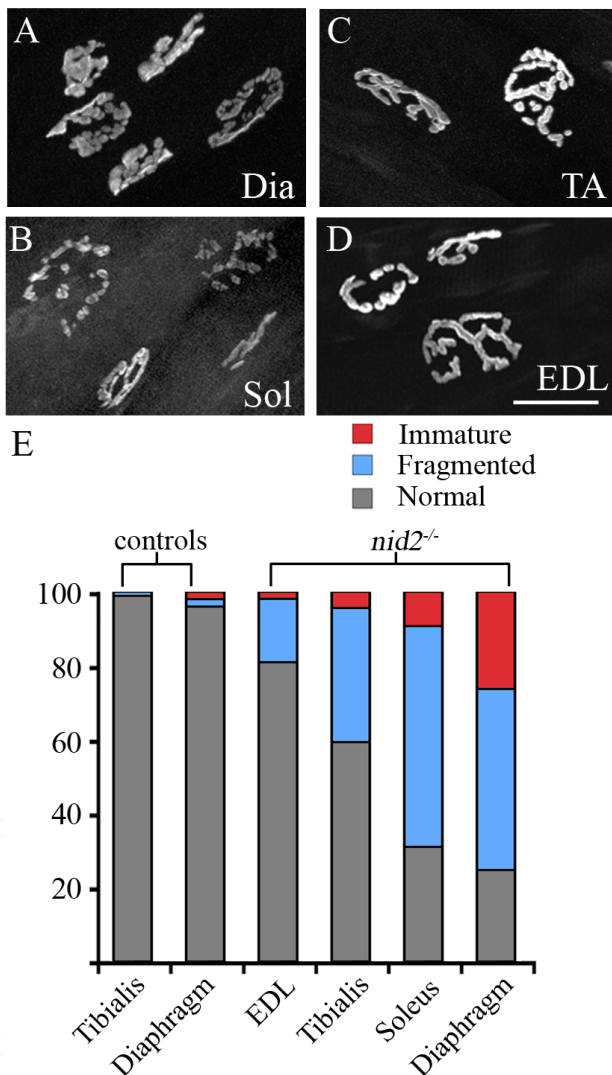 A
Dia
C
TA
B
Sol
D
EDL
E
Immature
Fragmented
Normal
controls
nid2-/-
100
80
60
40
20
Tibialis
Diaphragm
EDL
Tibialis
Soleus
Diaphragm